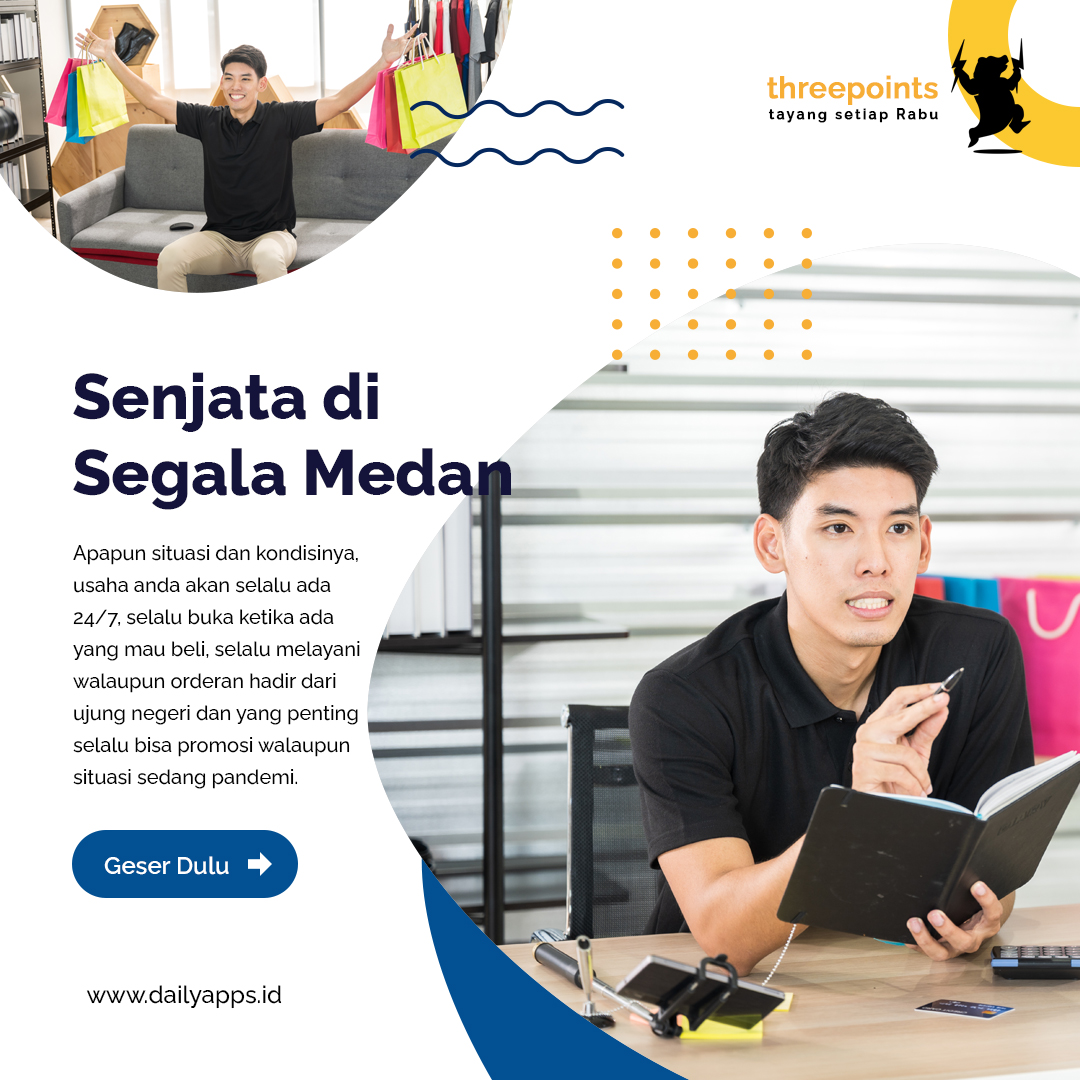 threepoints
tayang setiap Rabu
Senjata di
Segala Medan
Apapun situasi dan kondisinya,
usaha anda akan selalu ada
24/7, selalu buka ketika ada
yang mau beli, selalu melayani
walaupun orderan hadir dari
ujung negeri dan yang penting
selalu bisa promosi walaupun
situasi sedang pandemi.
Geser Dulu
www.dailyapps.id